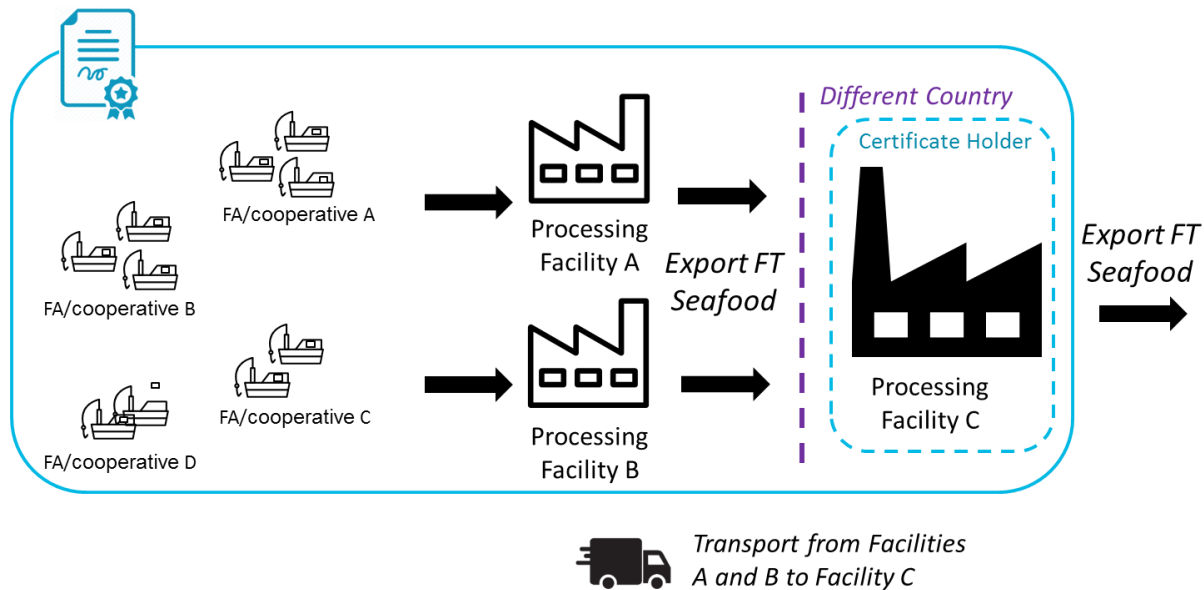 Different Country
Certificate Holder
FA/cooperative A
FA/cooperative B
FA/cooperative C
FA/cooperative D
Processing
Facility A
Export FT
Seafood
Processing
Facility B
Processing
Facility C
Export FT
Seafood
Transport from Facilities
A and B to Facility C